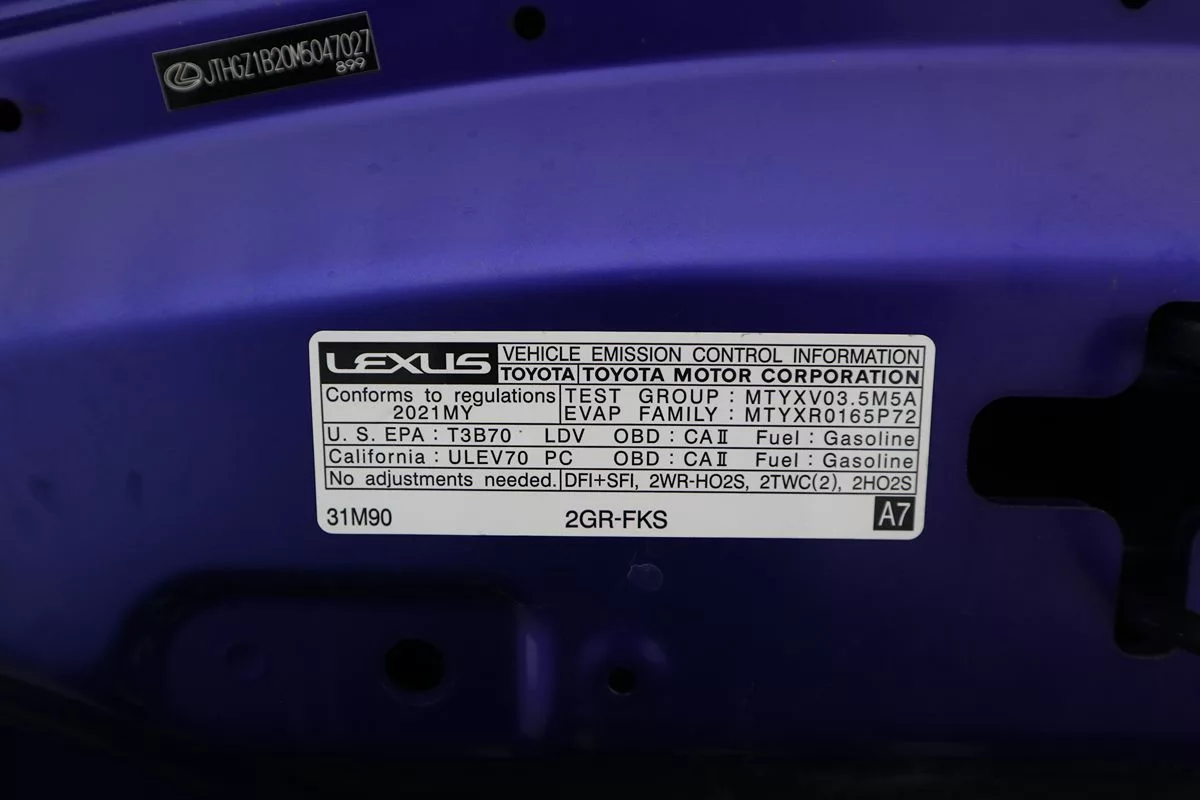 JTHGZ1B20M5047027
899
LEXUS VEHICLE EMISSION CONTROL INFORMATION
TOYOTA TOYOTA MOTOR CORPORATION
Conforms to regulations TEST GROUP : MTYXV03.5M5A
2021MY EVAP FAMILY : MTYXR0165P72
U. S. EPA : T3B70 LDV OBD : CAⅡ Fuel : Gasoline
California : ULEV70 PC OBD : CAⅡ Fuel : Gasoline
No adjustments needed. DFI+SFI, 2WR-HO2S, 2TWC(2), 2HO2S
31M90 2GR-FKS A7